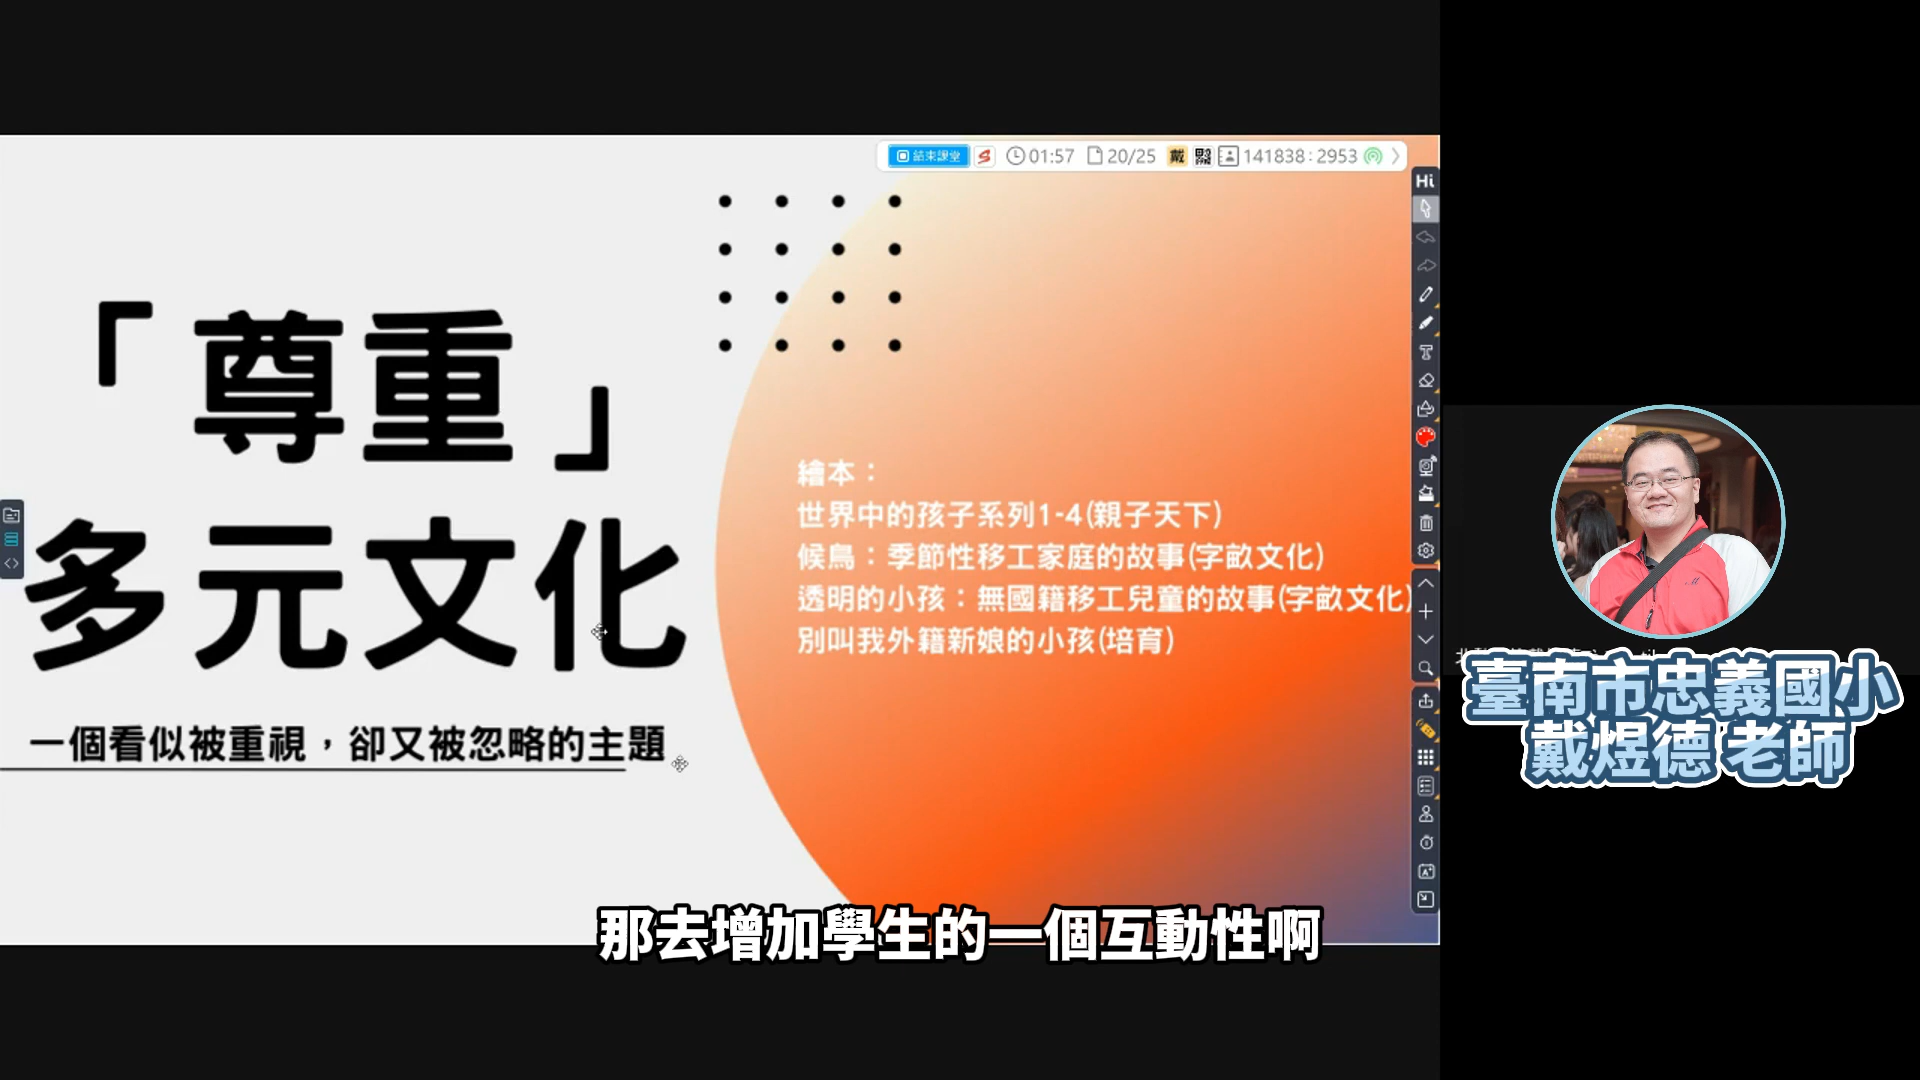 結束課堂 01:57 20/25 戴 141838:2953
Hi
「尊重」
多元文化
一個看似被重視,卻又被忽略的主題
繪本:
世界中的孩子系列1-4(親子天下)
候鳥:季節性移工家庭的故事(字畝文化)
透明的小孩:無國籍移工兒童的故事(字畝文化)
別叫我外籍新娘的小孩(培育)
臺南市忠義國小
戴煜德 老師
那去增加學生的一個互動性啊